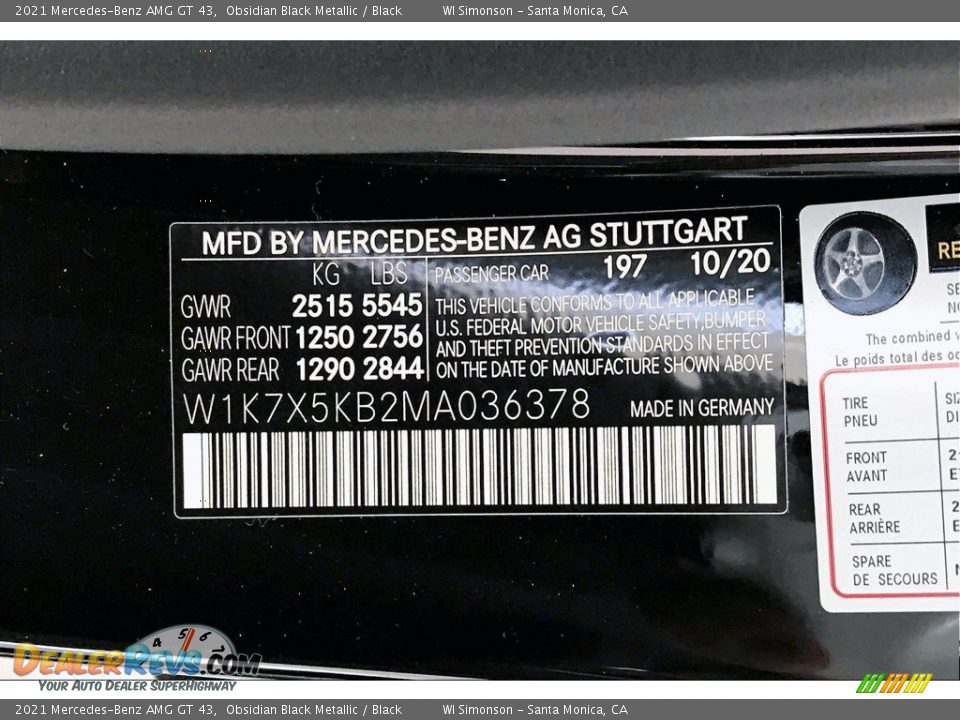 2021 Mercedes-Benz AMG GT 43, Obsidian Black Metallic / Black WI Simonson - Santa Monica, CA
MFD BY MERCEDES-BENZ AG STUTTGART
KG LBS PASSENGER CAR 197 10/20
GVWR 2515 5545
GAWR FRONT 1250 2756
GAWR REAR 1290 2844
THIS VEHICLE CONFORMS TO ALL APPLICABLE
U.S. FEDERAL MOTOR VEHICLE SAFETY, BUMPER
AND THEFT PREVENTION STANDARDS IN EFFECT
ON THE DATE OF MANUFACTURE SHOWN ABOVE
W1K7X5KB2MA036378 MADE IN GERMANY
The combined
Le poids total des
TIRE
PNEU
FRONT
AVANT
REAR
ARRIÈRE
SPARE
DE SECOURS
4 5 6 7
DEALERREVS.COM
YOUR AUTO DEALER SUPERHIGHWAY
2021 Mercedes-Benz AMG GT 43, Obsidian Black Metallic / Black WI Simonson - Santa Monica, CA